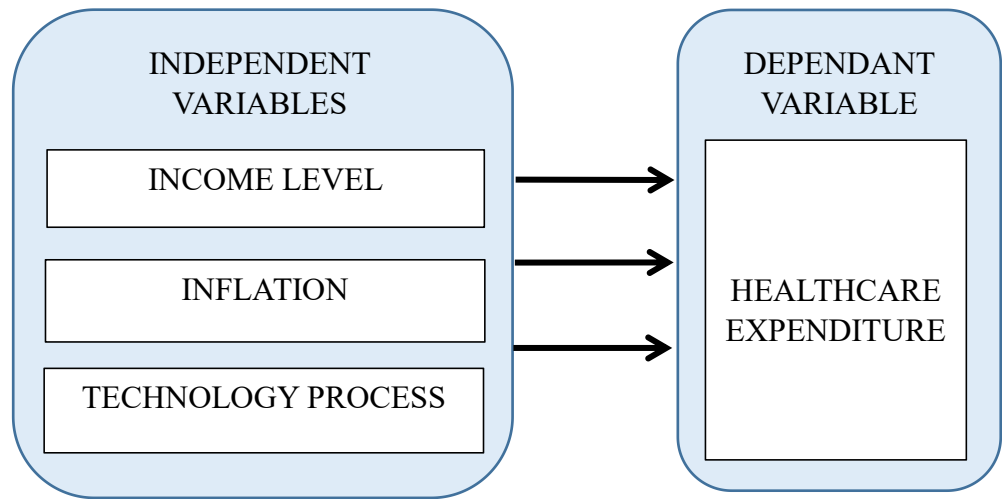 INDEPENDENT
VARIABLES
INCOME LEVEL
INFLATION
TECHNOLOGY PROCESS
DEPENDANT
VARIABLE
HEALTHCARE
EXPENDITURE